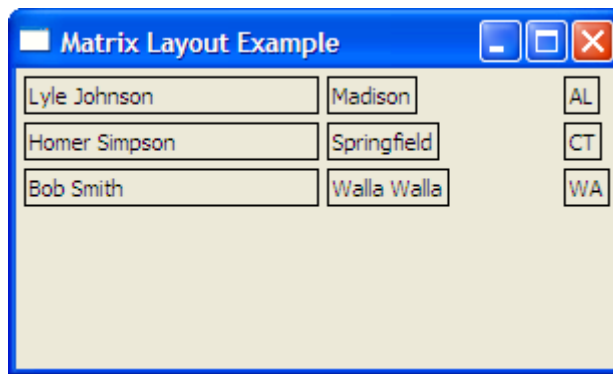 Matrix Layout Example
Lyle Johnson Madison AL
Homer Simpson Springfield CT
Bob Smith Walla Walla WA